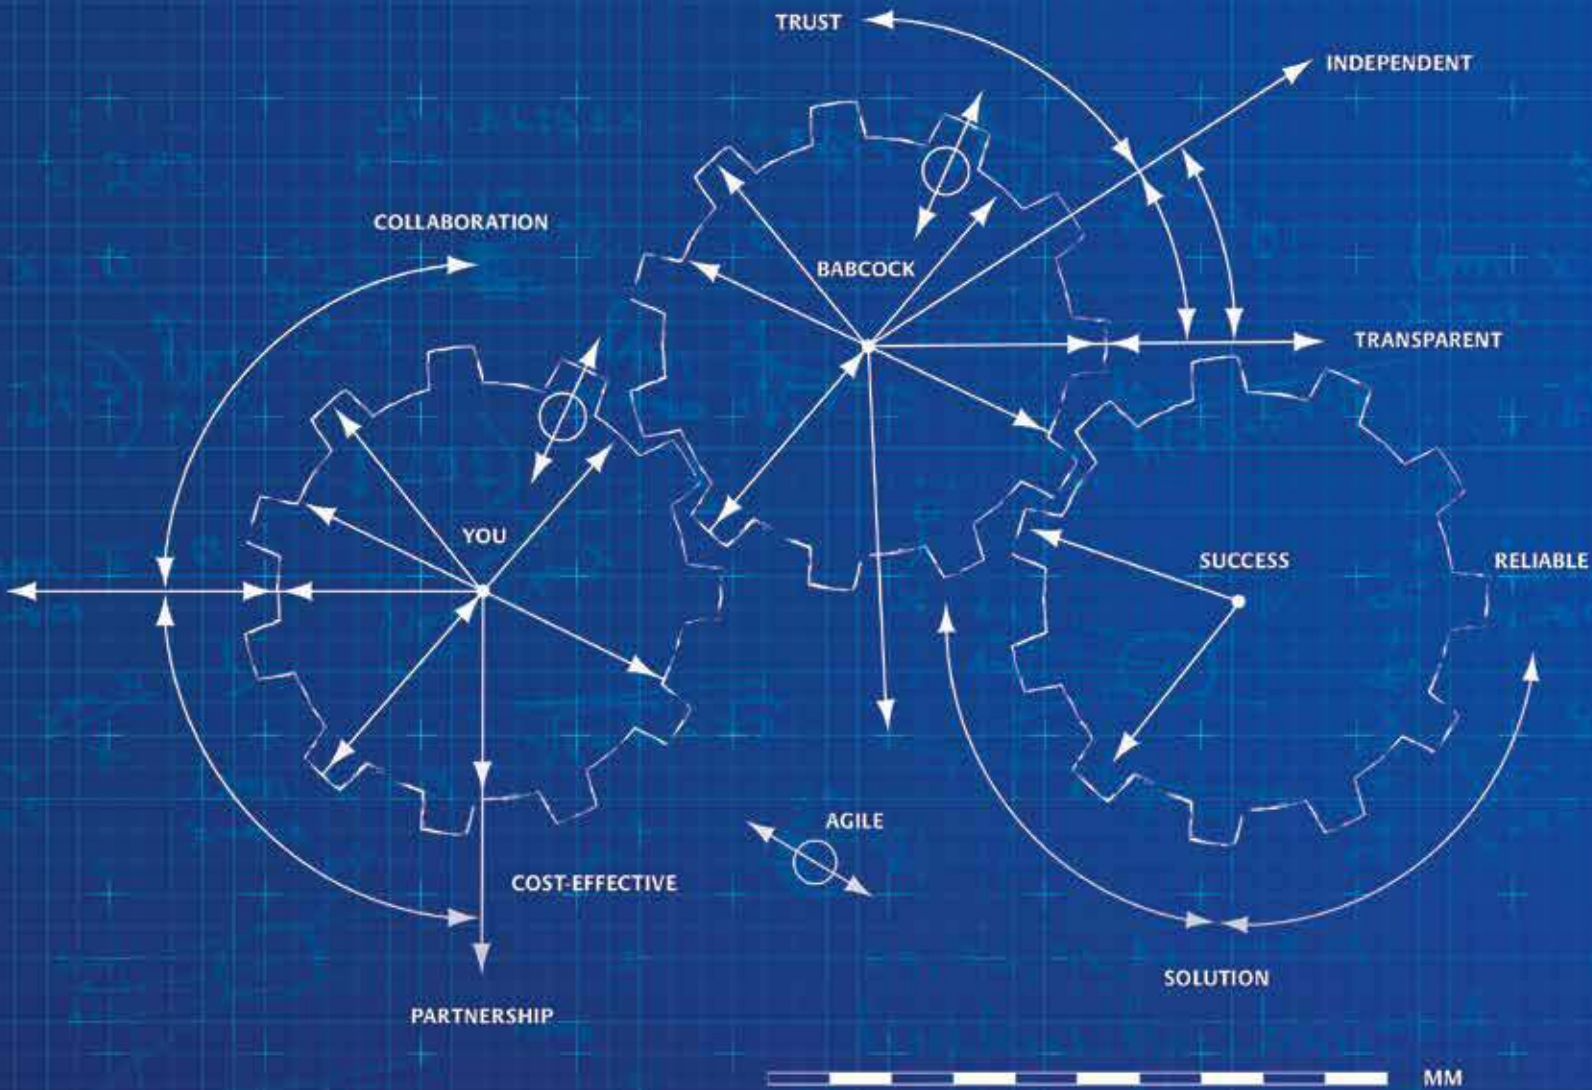 TRUST
INDEPENDENT
COLLABORATION
BABCOCK
TRANSPARENT
YOU
SUCCESS
RELIABLE
AGILE
COST-EFFECTIVE
SOLUTION
PARTNERSHIP
MM